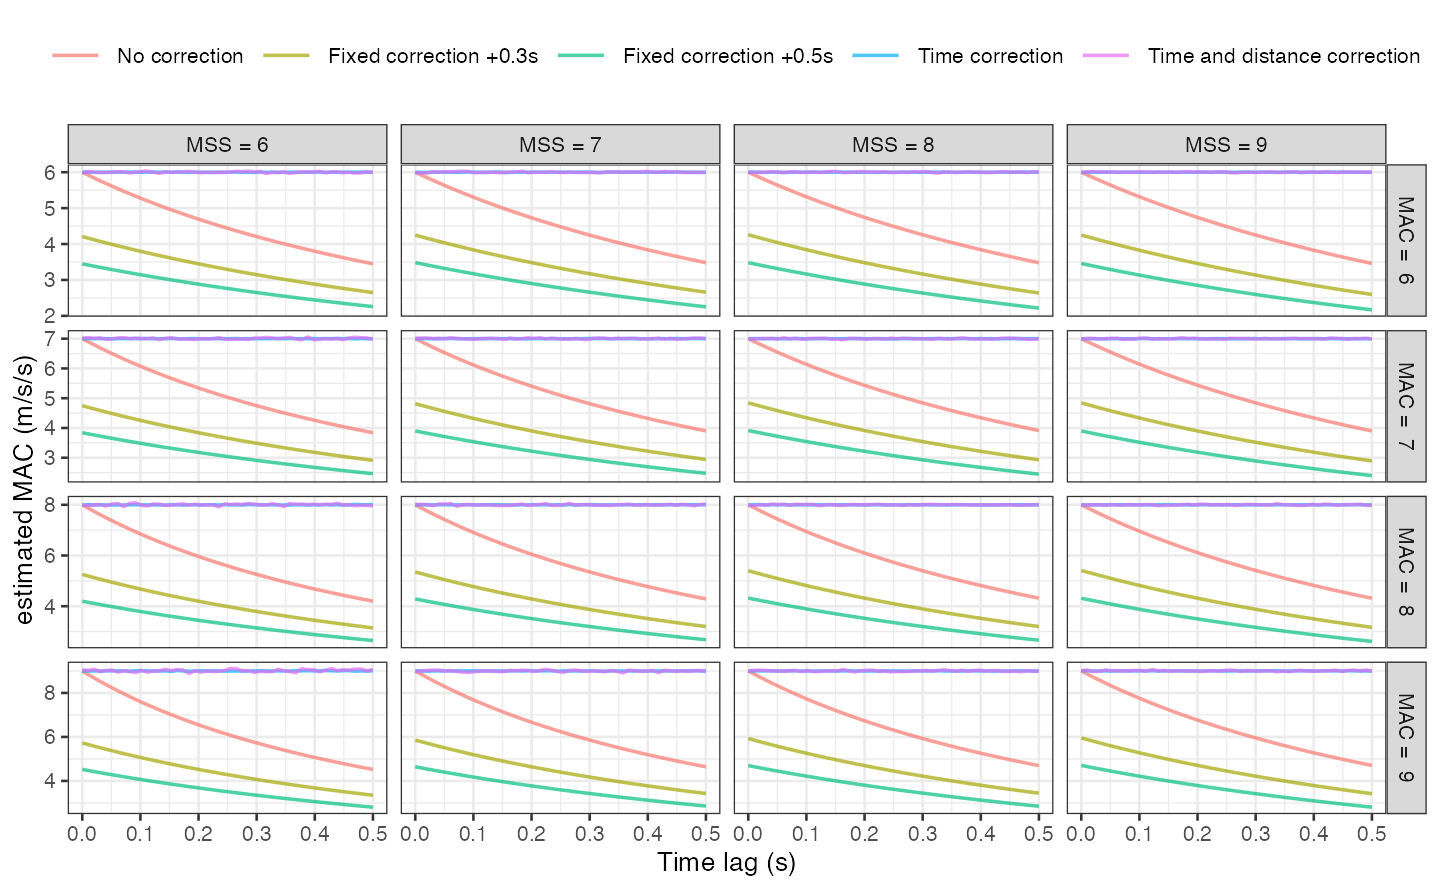 No correction Fixed correction +0.3s Fixed correction +0.5s Time correction Time and distance correction
MSS = 6 MSS = 7 MSS = 8 MSS = 9
6
5
4
3
2
MAC = 6
7
6
5
4
3
MAC = 7
8
6
4
MAC = 8
8
6
4
MAC = 9
estimated MAC (m/s/s)
0.0 0.1 0.2 0.3 0.4 0.5 0.0 0.1 0.2 0.3 0.4 0.5 0.0 0.1 0.2 0.3 0.4 0.5 0.0 0.1 0.2 0.3 0.4 0.5
Time lag (s)